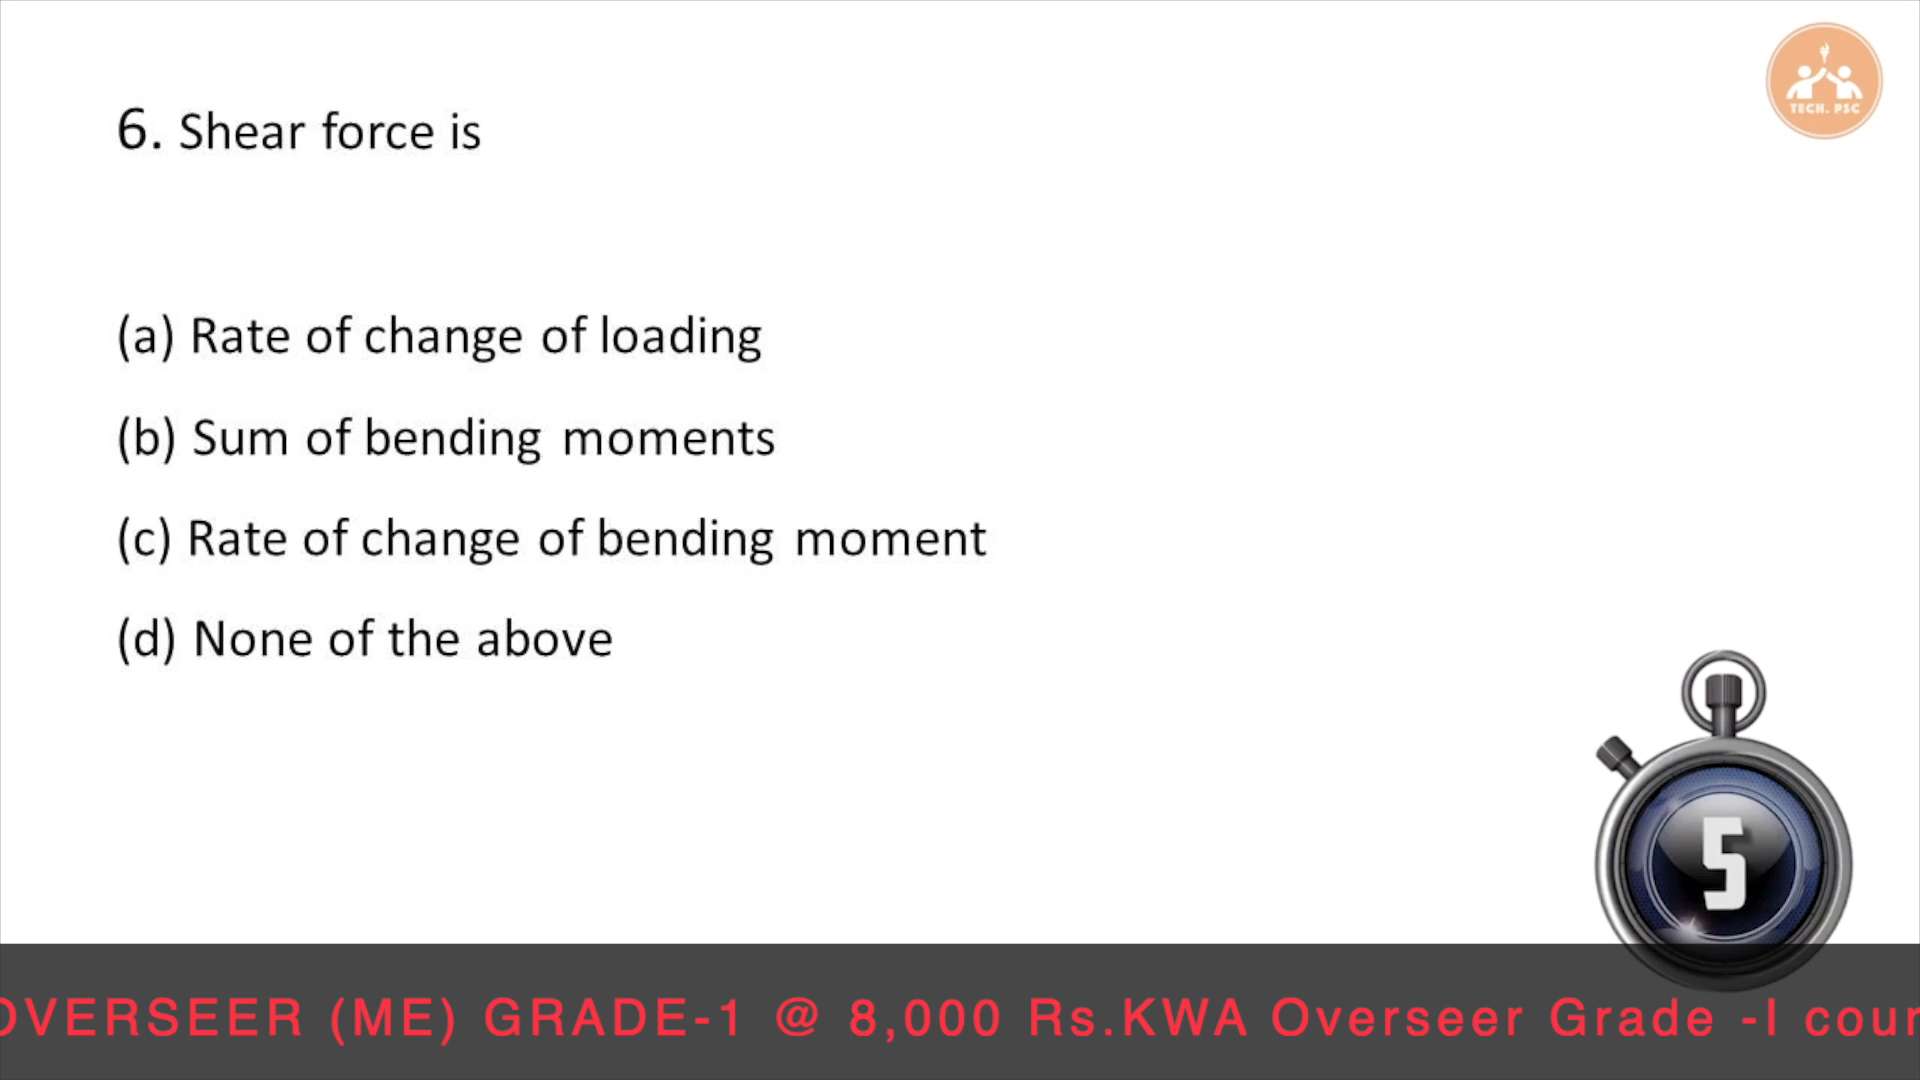 TECH. PSC
6. Shear force is
(a) Rate of change of loading
(b) Sum of bending moments
(c) Rate of change of bending moment
(d) None of the above
5
OVERSEER (ME) GRADE-1 @ 8,000 Rs.KWA Overseer Grade -I cour